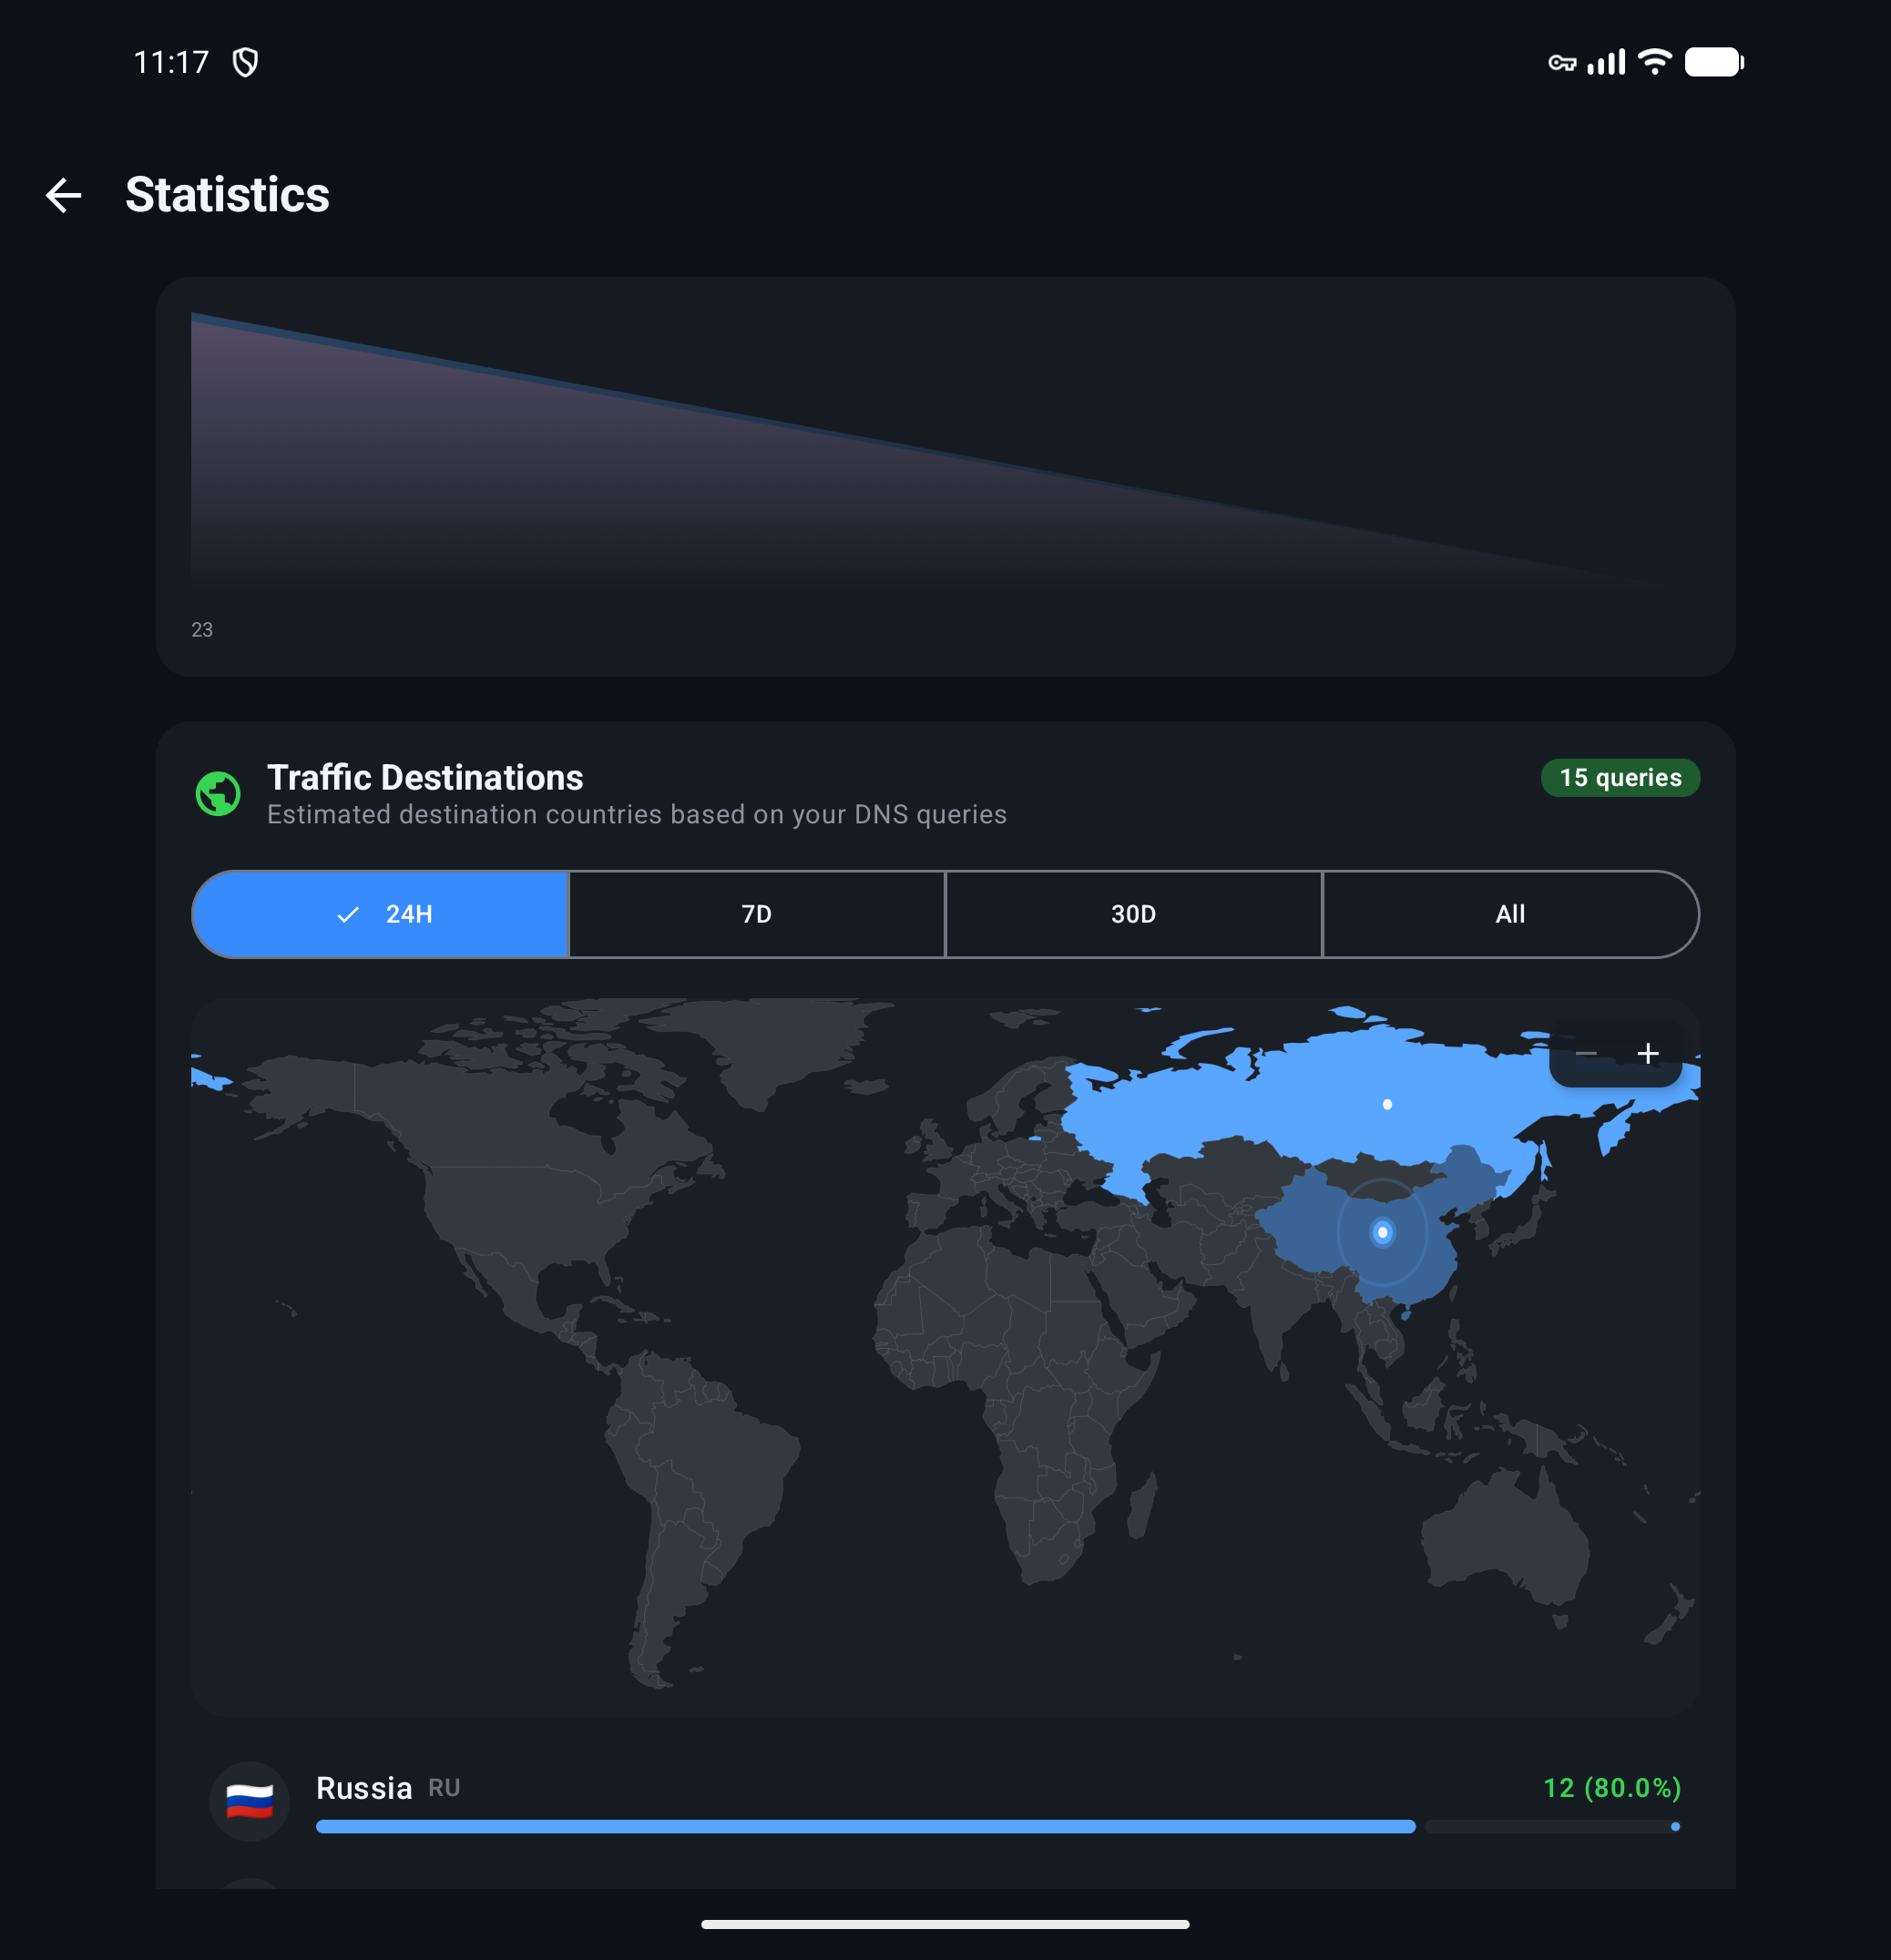 11:17
Statistics
23
Traffic Destinations
15 queries
Estimated destination countries based on your DNS queries
24H
7D
30D
All
− +
Russia RU
12 (80.0%)